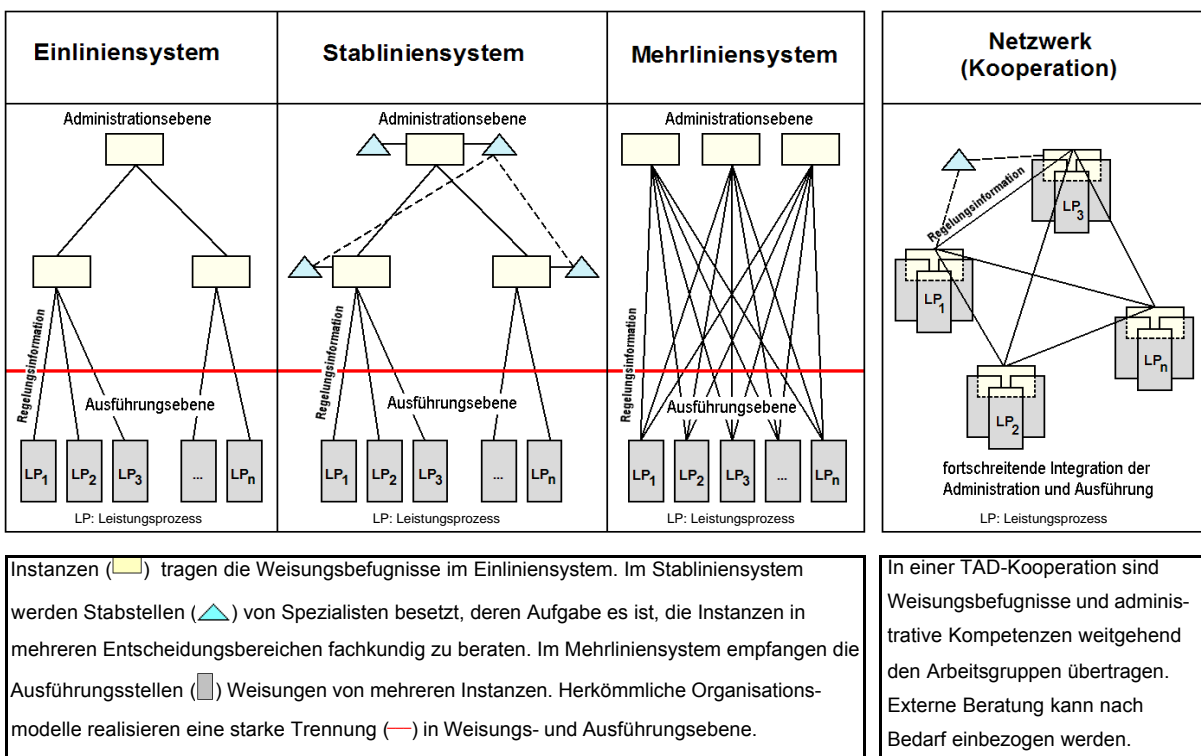 Einliniensystem
Stabliniensystem
Mehrliniensystem
Netzwerk
(Kooperation)
Administrationsebene
Regelungsinformation
Ausführungsebene
LP1
LP2
LP3
...
LPn
LP: Leistungsprozess
Administrationsebene
Regelungsinformation
Ausführungsebene
LP1
LP2
LP3
...
LPn
LP: Leistungsprozess
Administrationsebene
Regelungsinformation
Ausführungsebene
LP1
LP2
LP3
...
LPn
LP: Leistungsprozess
Regelungsinformation
LP3
LP1
LPn
LP2
fortschreitende Integration der
Administration und Ausführung
LP: Leistungsprozess
Instanzen ( ) tragen die Weisungsbefugnisse im Einliniensystem. Im Stabliniensystem
werden Stabstellen ( ) von Spezialisten besetzt, deren Aufgabe es ist, die Instanzen in
mehreren Entscheidungsbereichen fachkundig zu beraten. Im Mehrliniensystem empfangen die
Ausführungsstellen ( ) Weisungen von mehreren Instanzen. Herkömmliche Organisations-
modelle realisieren eine starke Trennung ( ) in Weisungs- und Ausführungsebene.
In einer TAD-Kooperation sind
Weisungsbefugnisse und adminis-
trative Kompetenzen weitgehend
den Arbeitsgruppen übertragen.
Externe Beratung kann nach
Bedarf einbezogen werden.